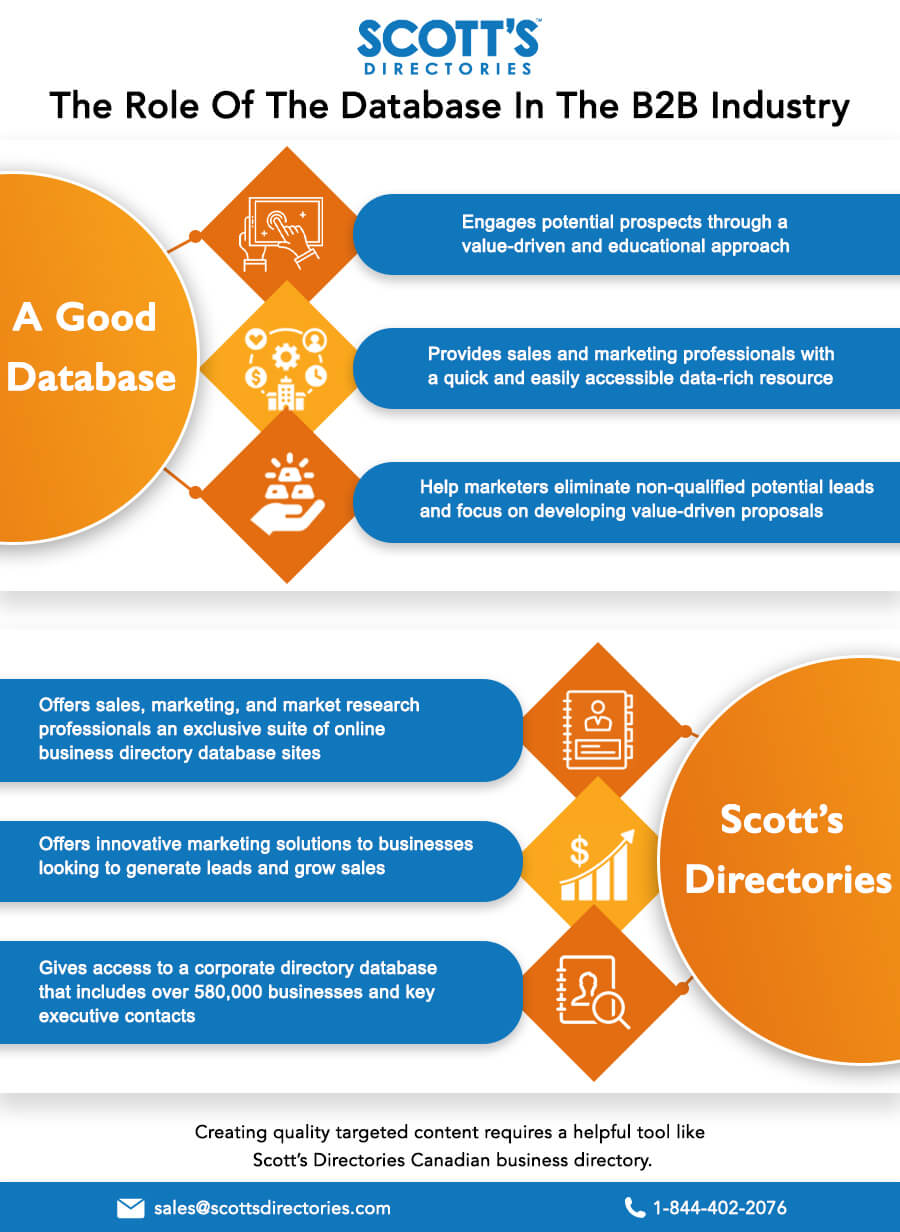 SCOTT'S™
DIRECTORIES
The Role Of The Database In The B2B Industry
A Good
Database
Engages potential prospects through a
value-driven and educational approach
Provides sales and marketing professionals with
a quick and easily accessible data-rich resource
Help marketers eliminate non-qualified potential leads
and focus on developing value-driven proposals
Offers sales, marketing, and market research
professionals an exclusive suite of online
business directory database sites
Offers innovative marketing solutions to businesses
looking to generate leads and grow sales
Gives access to a corporate directory database
that includes over 580,000 businesses and key
executive contacts
$
$
Scott's
Directories
Creating quality targeted content requires a helpful tool like
Scott's Directories Canadian business directory.
sales@scottsdirectories.com
1-844-402-2076